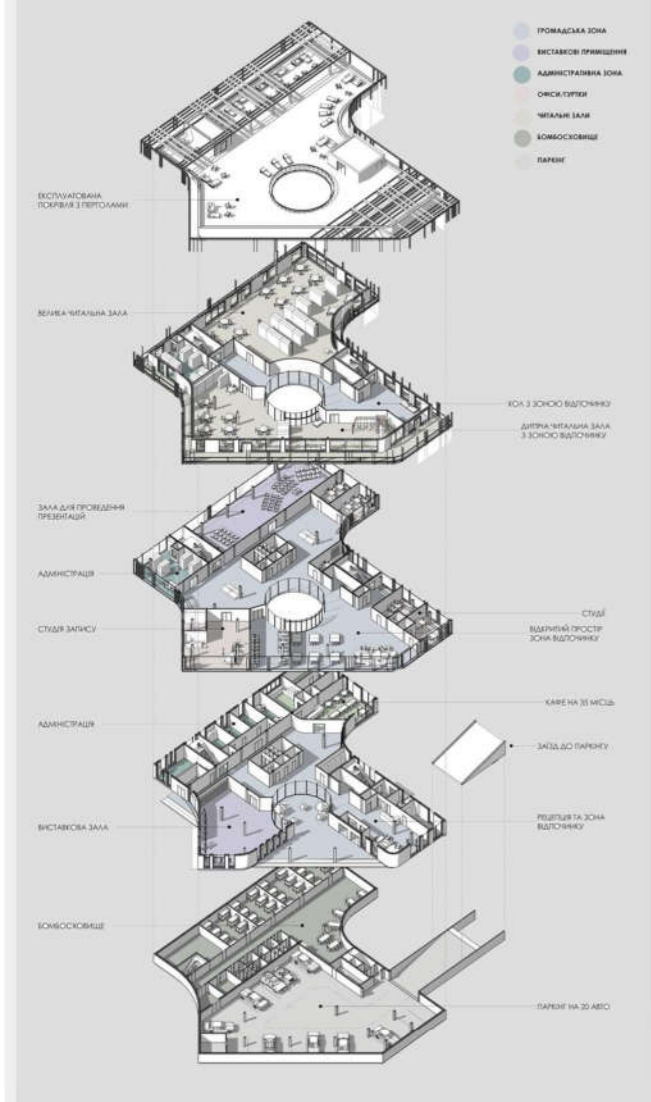 ГРОМАДСЬКА ЗОНА
ВИСТАВКОВІ ПРИМІЩЕННЯ
АДМІНІСТРАТИВНА ЗОНА
ОФІСИ/ГУРТКИ
ЧИТАЛЬНІ ЗАЛИ
БОМБОСХОВИЩЕ
ПАРКІНГ
ЕКСПЛУАТОВАНА
ПОКРІВЛЯ З ПЕРГОЛАМИ
ВЕЛИКА ЧИТАЛЬНА ЗАЛА
ХОЛ З ЗОНОЮ ВІДПОЧИНКУ
ДИТЯЧА ЧИТАЛЬНА ЗАЛА
З ЗОНОЮ ВІДПОЧИНКУ
ЗАЛА ДЛЯ ПРОВЕДЕННЯ
ПРЕЗЕНТАЦІЙ
АДМІНІСТРАЦІЯ
СТУДІЯ ЗАПИСУ
СТУДІЇ
ВІДКРИТИЙ ПРОСТІР
ЗОНА ВІДПОЧИНКУ
КАФЕ НА 35 МІСЦЬ
АДМІНІСТРАЦІЯ
ЗАЇЗД ДО ПАРКІНГУ
ВИСТАВКОВА ЗАЛА
РЕЦЕПЦІЯ ТА ЗОНА
ВІДПОЧИНКУ
БОМБОСХОВИЩЕ
ПАРКІНГ НА 20 АВТО